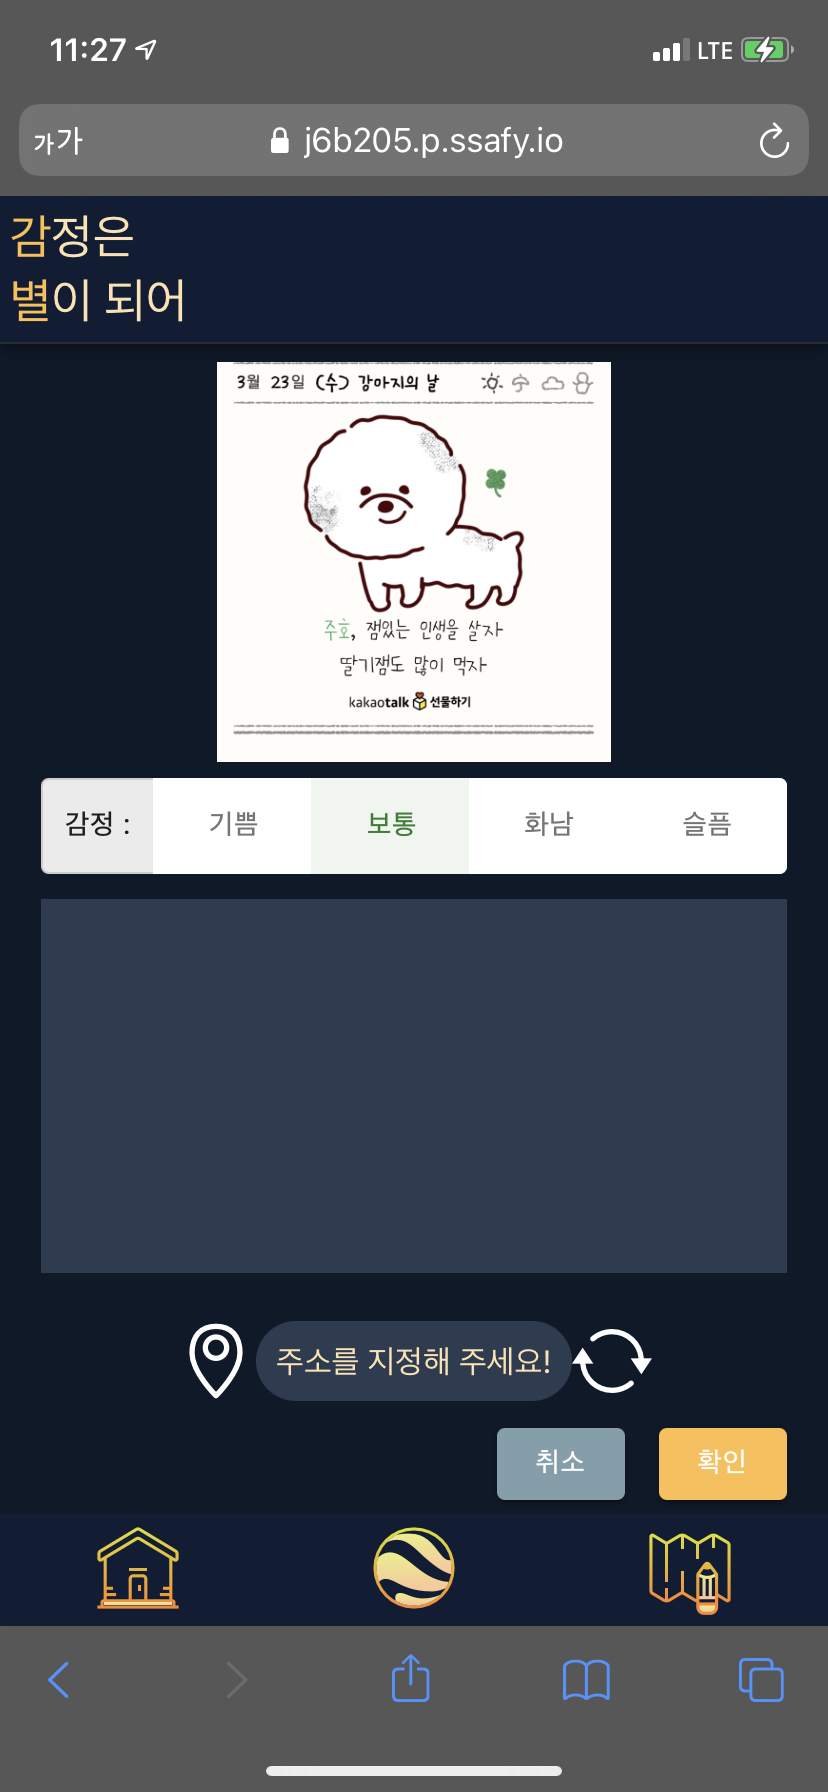 11:27
LTE
가가
j6b205.p.ssafy.io
감정은
별이 되어
3월 23일 (수) 강아지의 날
주호, 잼있는 인생을 살자
딸기잼도 많이 먹자
kakaotalk 선물하기
감정 : 기쁨 보통 화남 슬픔
주소를 지정해 주세요!
취소 확인